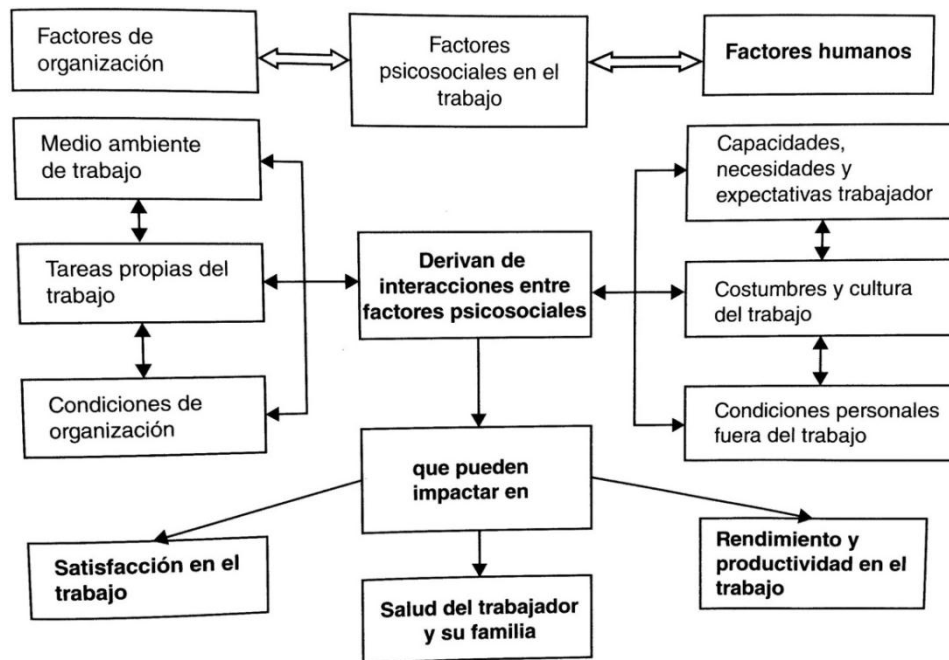 Factores de
organización
Factores
psicosociales en el
trabajo
Factores humanos
Medio ambiente
de trabajo
Tareas propias del
trabajo
Condiciones de
organización
Derivan de
interacciones entre
factores psicosociales
Capacidades,
necesidades y
expectativas trabajador
Costumbres y cultura
del trabajo
Condiciones personales
fuera del trabajo
que pueden
impactar en
Satisfacción en el
trabajo
Salud del trabajador
y su familia
Rendimiento y
productividad en el
trabajo